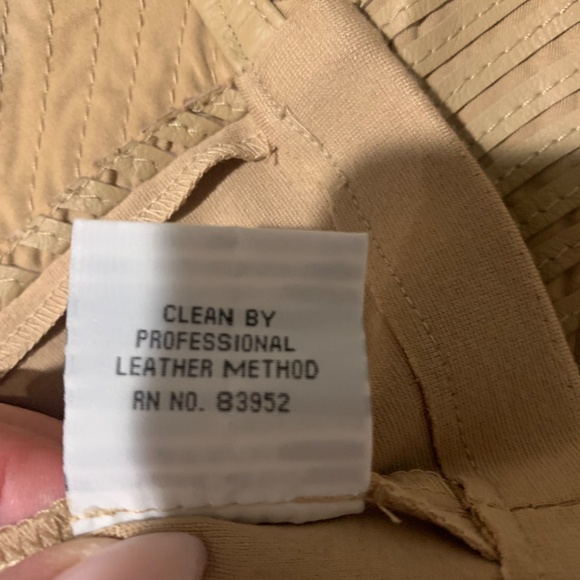 CLEAN BY
PROFESSIONAL
LEATHER METHOD
RN NO. 83952